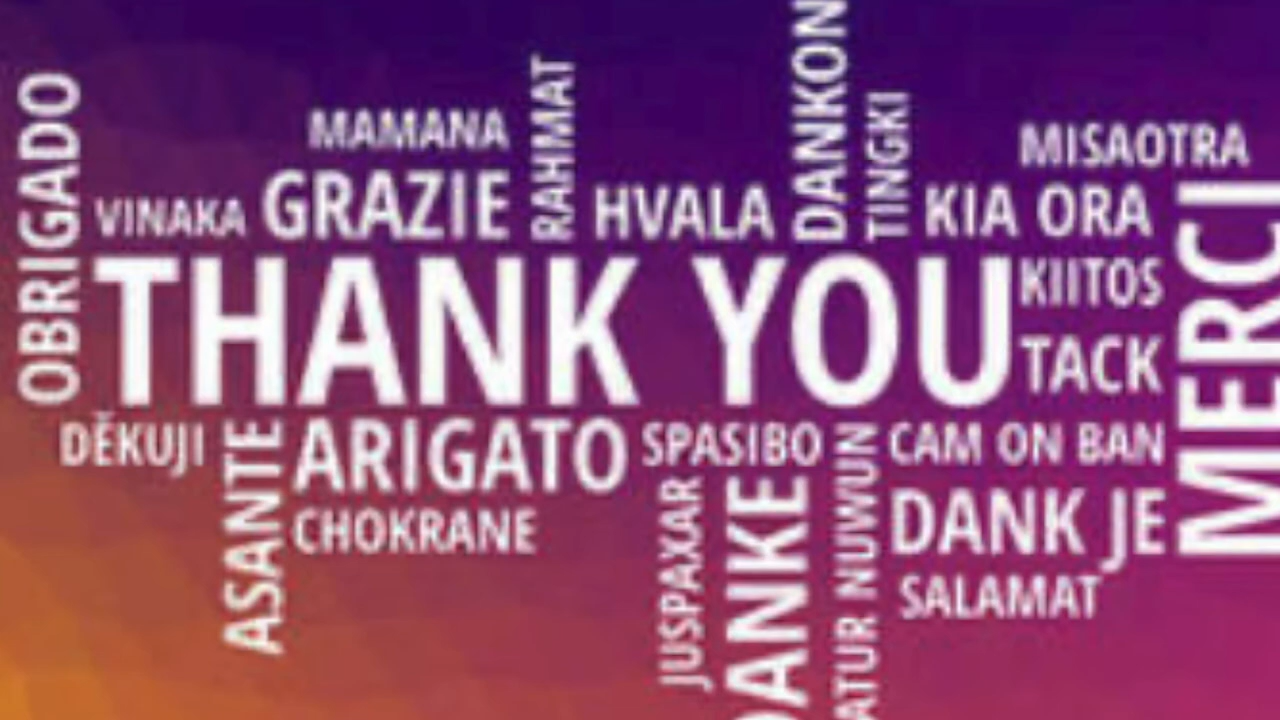 OBRIGADO
MAMANA
RAHMAT
DANKON
TINGKI
MISAOTRA
VINAKA
GRAZIE
HVALA
KIA ORA
MERCI
THANK YOU
KIITOS
TACK
DĚKUJI
ASANTE
ARIGATO
SPASIBO
CAM ON BAN
CHOKRANE
JUSPAXAR
DANKE
ATUR NUWUN
DANK JE
SALAMAT